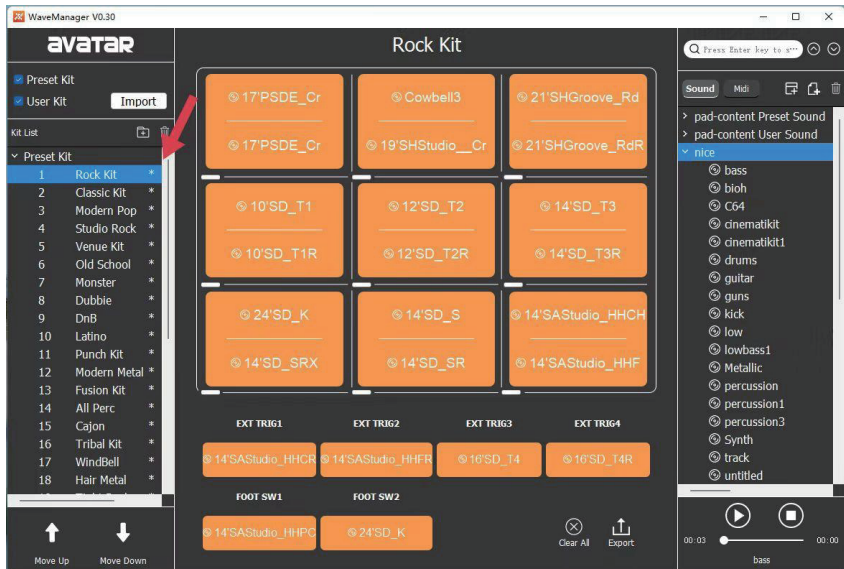 WaveManager V0.30
avatar
Preset Kit
User Kit
Import
Kit List
Preset Kit
1 Rock Kit *
2 Classic Kit *
3 Modern Pop *
4 Studio Rock *
5 Venue Kit *
6 Old School *
7 Monster *
8 Dubbie *
9 DnB *
10 Latino *
11 Punch Kit *
12 Modern Metal *
13 Fusion Kit *
14 All Perc *
15 Cajon *
16 Tribal Kit *
17 WindBell *
18 Hair Metal *
Move Up Move Down
Rock Kit
17'PSDE_Cr
17'PSDE_Cr
Cowbell3
19'SHStudio__Cr
21'SHGroove_Rd
21'SHGroove_RdR
10'SD_T1
10'SD_T1R
12'SD_T2
12'SD_T2R
14'SD_T3
14'SD_T3R
24'SD_K
14'SD_SRX
14'SD_S
14'SD_SR
14'SAStudio_HHCH
14'SAStudio_HHF
EXT TRIG1 EXT TRIG2 EXT TRIG3 EXT TRIG4
14'SAStudio_HHCR 14'SAStudio_HHFR 16'SD_T4 16'SD_T4R
FOOT SW1 FOOT SW2
14'SAStudio_HHPC 24'SD_K
Clear All Export
Press Enter key to s···
Sound Midi
pad-content Preset Sound
pad-content User Sound
nice
bass
bioh
C64
cinematikit
cinematikit1
drums
guitar
guns
kick
low
lowbass1
Metallic
percussion
percussion1
percussion3
Synth
track
untitled
00:03 00:00
bass